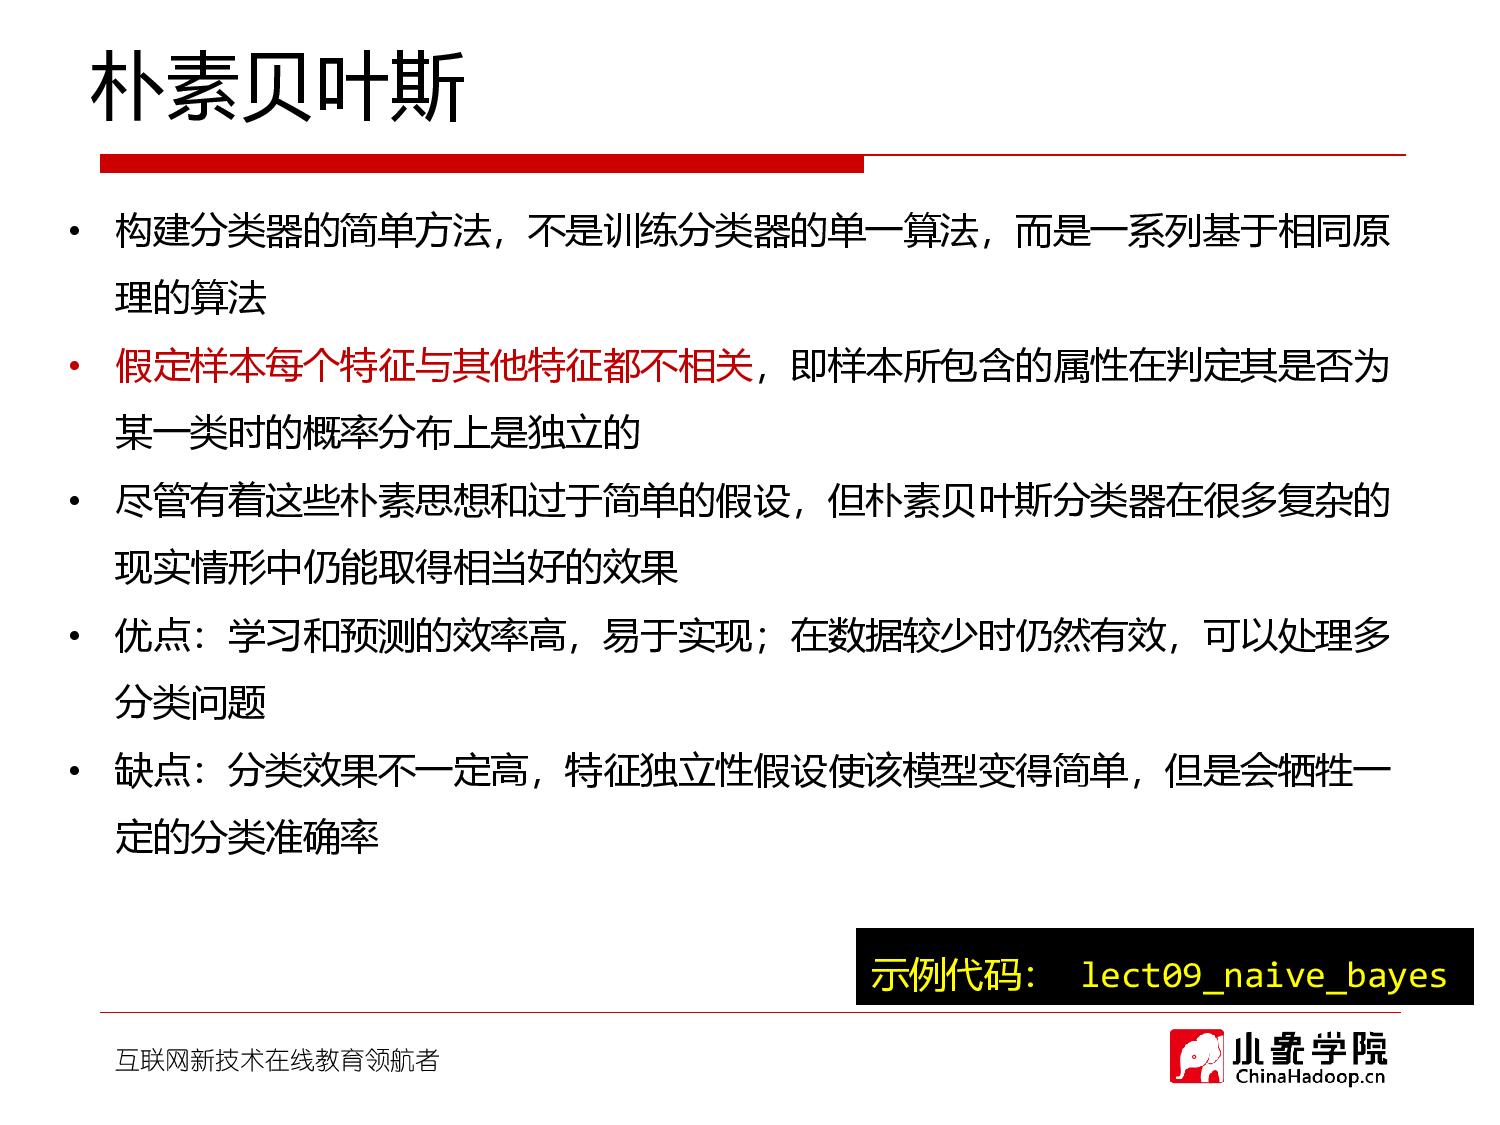 朴素贝叶斯
• 构建分类器的简单方法，不是训练分类器的单一算法，而是一系列基于相同原
理的算法
• 假定样本每个特征与其他特征都不相关，即样本所包含的属性在判定其是否为
某一类时的概率分布上是独立的
• 尽管有着这些朴素思想和过于简单的假设，但朴素贝叶斯分类器在很多复杂的
现实情形中仍能取得相当好的效果
• 优点：学习和预测的效率高，易于实现；在数据较少时仍然有效，可以处理多
分类问题
• 缺点：分类效果不一定高，特征独立性假设使该模型变得简单，但是会牺牲一
定的分类准确率
示例代码： lect09_naive_bayes
互联网新技术在线教育领航者
小象学院
ChinaHadoop.cn